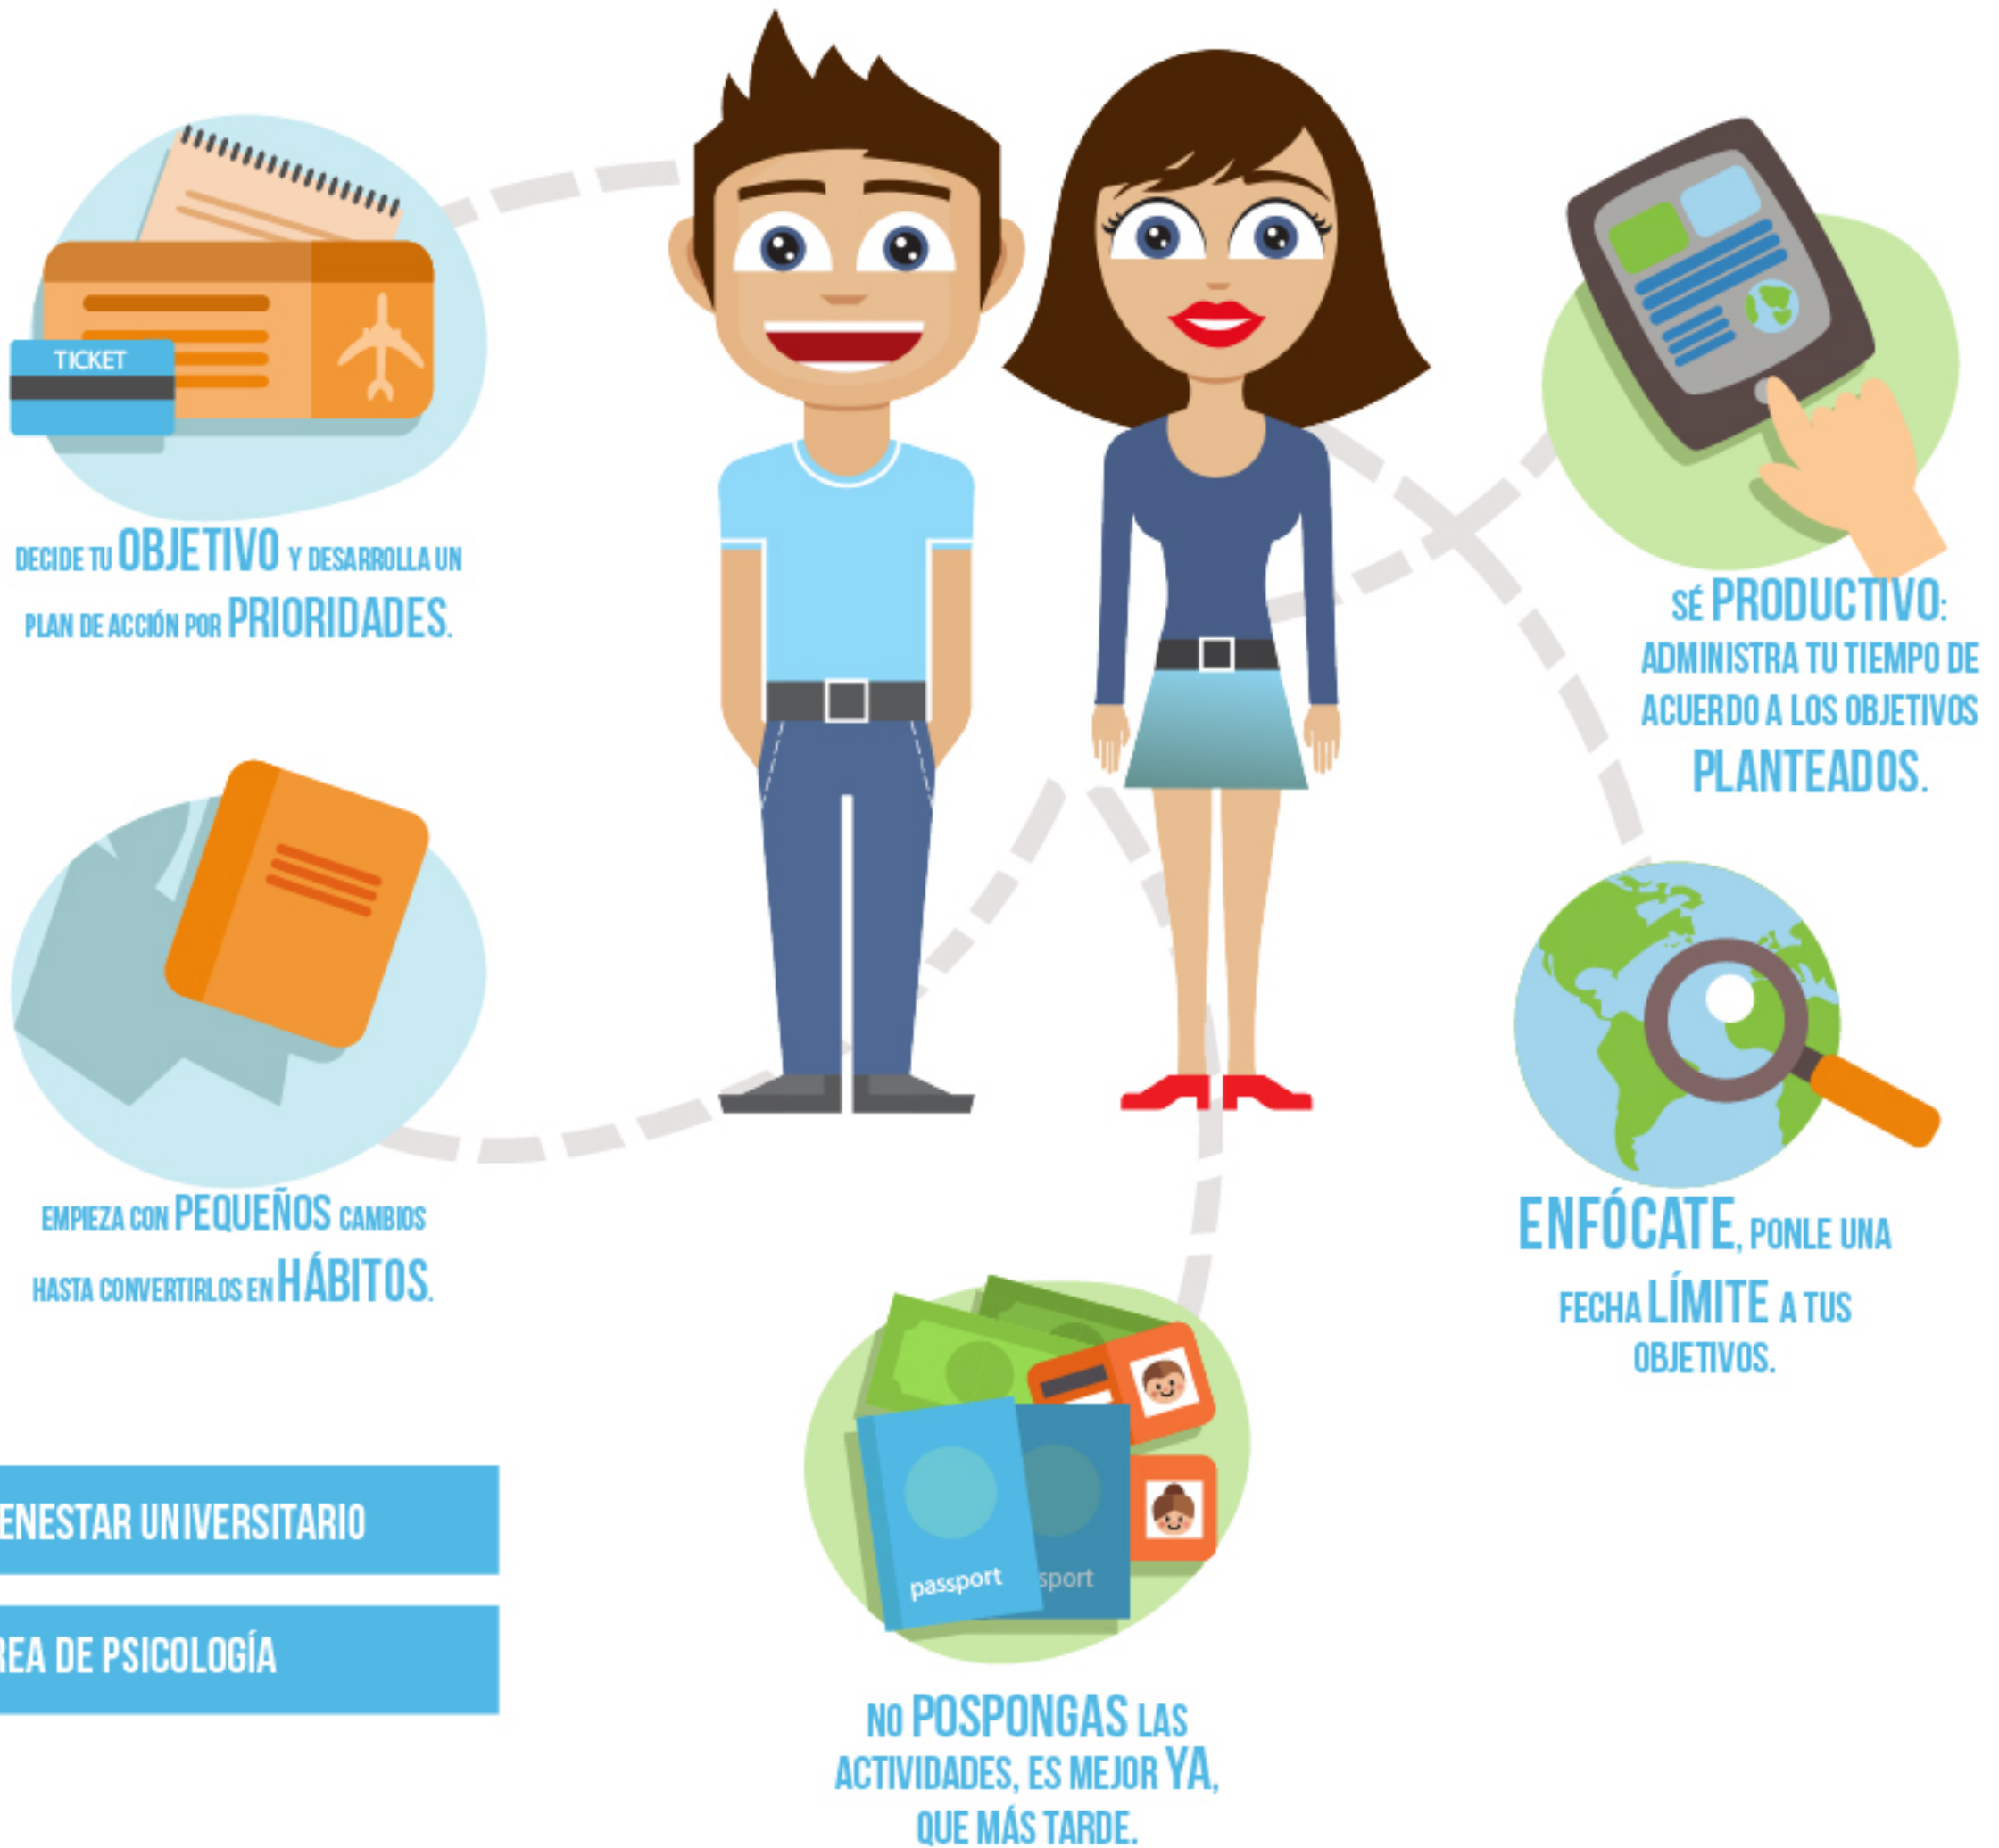 TICKET
DECIDE TU OBJETIVO Y DESARROLLA UN
PLAN DE ACCIÓN POR PRIORIDADES.
SÉ PRODUCTIVO:
ADMINISTRA TU TIEMPO DE
ACUERDO A LOS OBJETIVOS
PLANTEADOS.
EMPIEZA CON PEQUEÑOS CAMBIOS
HASTA CONVERTIRLOS EN HÁBITOS.
ENFÓCATE, PONLE UNA
FECHA LÍMITE A TUS
OBJETIVOS.
ENESTAR UNIVERSITARIO
REA DE PSICOLOGÍA
passport
sport
NO POSPONGAS LAS
ACTIVIDADES, ES MEJOR YA,
QUE MÁS TARDE.